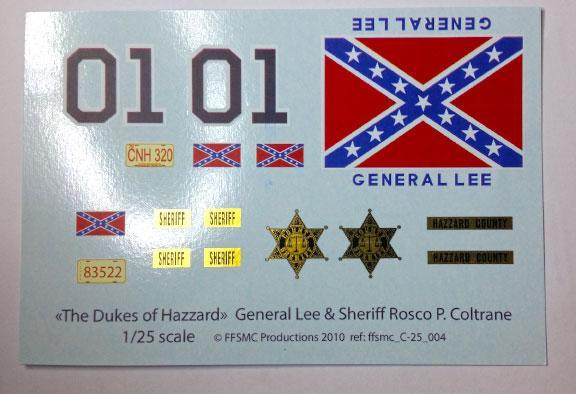 GENERAL LEE
01 01
CNH 320
GENERAL LEE
SHERIFF SHERIFF HAZZARD COUNTY
SHERIFF SHERIFF HAZZARD COUNTY
83522
«The Dukes of Hazzard» General Lee & Sheriff Rosco P. Coltrane
1/25 scale © FFSMC Productions 2010 ref: ffsmc_C-25_004